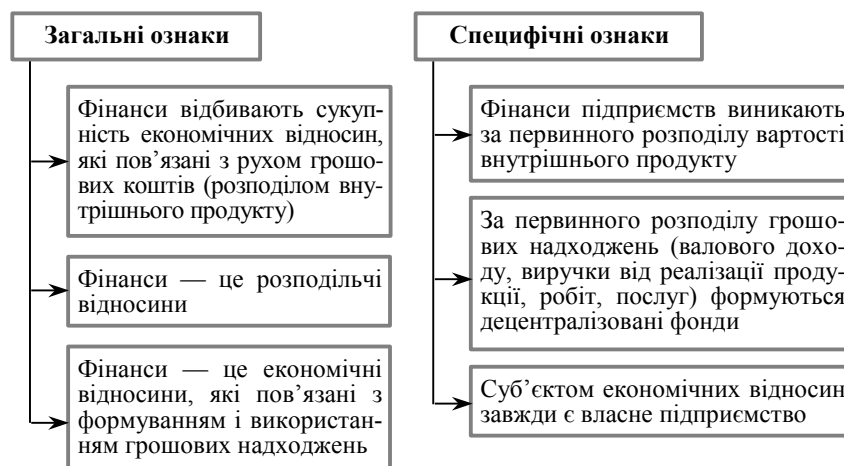 Загальні ознаки
Фінанси відбивають сукуп-
ність економічних відносин,
які пов’язані з рухом грошо-
вих коштів (розподілом вну-
трішнього продукту)
Фінанси — це розподільчі
відносини
Фінанси — це економічні
відносини, які пов’язані з
формуванням і використан-
ням грошових надходжень
Специфічні ознаки
Фінанси підприємств виникають
за первинного розподілу вартості
внутрішнього продукту
За первинного розподілу грошо-
вих надходжень (валового дохо-
ду, виручки від реалізації проду-
кції, робіт, послуг) формуються
децентралізовані фонди
Суб’єктом економічних відносин
завжди є власне підприємство